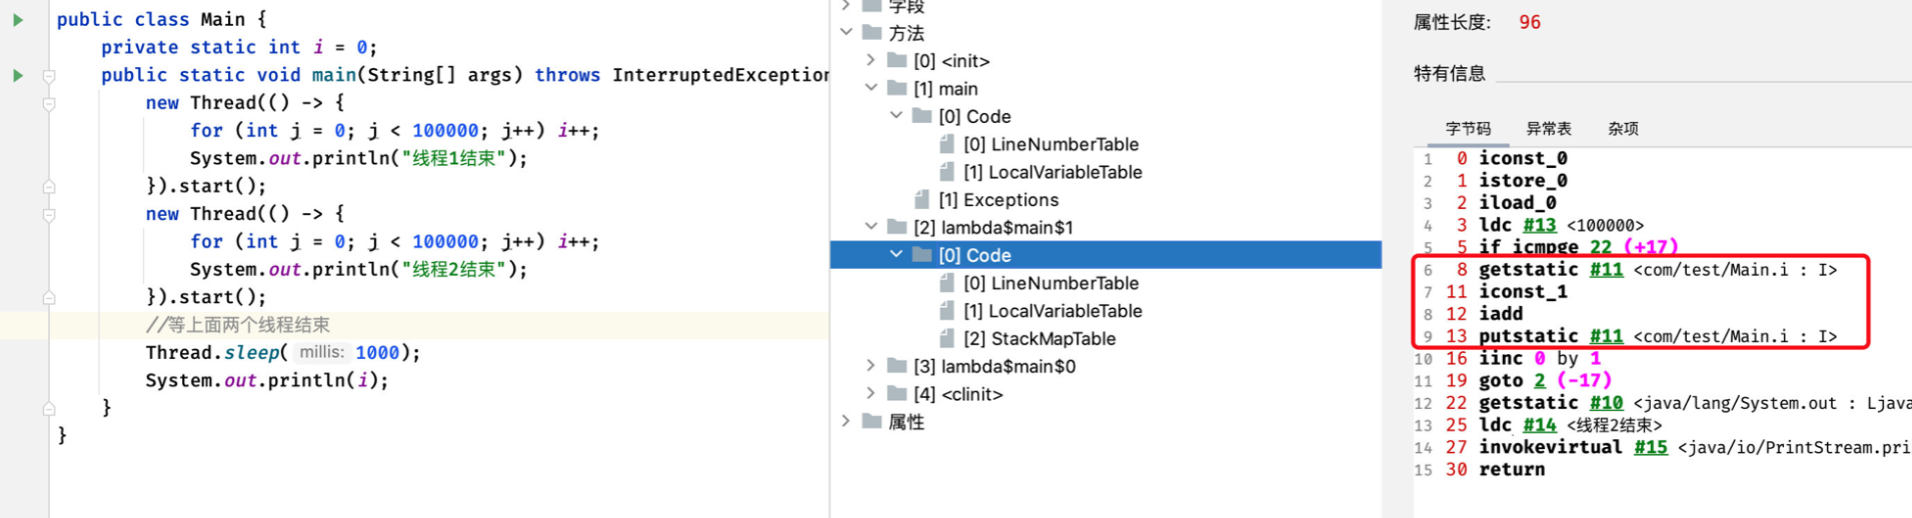 public class Main {
private static int i = 0;
public static void main(String[] args) throws InterruptedException
new Thread(() -> {
for (int j = 0; j < 100000; j++) i++;
System.out.println("线程1结束");
}).start();
new Thread(() -> {
for (int j = 0; j < 100000; j++) i++;
System.out.println("线程2结束");
}).start();
//等上面两个线程结束
Thread.sleep( millis: 1000);
System.out.println(i);
}
}
字段
方法
[0] <init>
[1] main
[0] Code
[0] LineNumberTable
[1] LocalVariableTable
[1] Exceptions
[2] lambda$main$1
[0] Code
[0] LineNumberTable
[1] LocalVariableTable
[2] StackMapTable
[3] lambda$main$0
[4] <clinit>
属性
属性长度: 96
特有信息
字节码 异常表 杂项
1 0 iconst_0
2 1 istore_0
3 2 iload_0
4 3 ldc #13 <100000>
5 5 if_icmpge 22 (+17)
6 8 getstatic #11 <com/test/Main.i : I>
7 11 iconst_1
8 12 iadd
9 13 putstatic #11 <com/test/Main.i : I>
10 16 iinc 0 by 1
11 19 goto 2 (-17)
12 22 getstatic #10 <java/lang/System.out : Ljava
13 25 ldc #14 <线程2结束>
14 27 invokevirtual #15 <java/io/PrintStream.pri
15 30 return